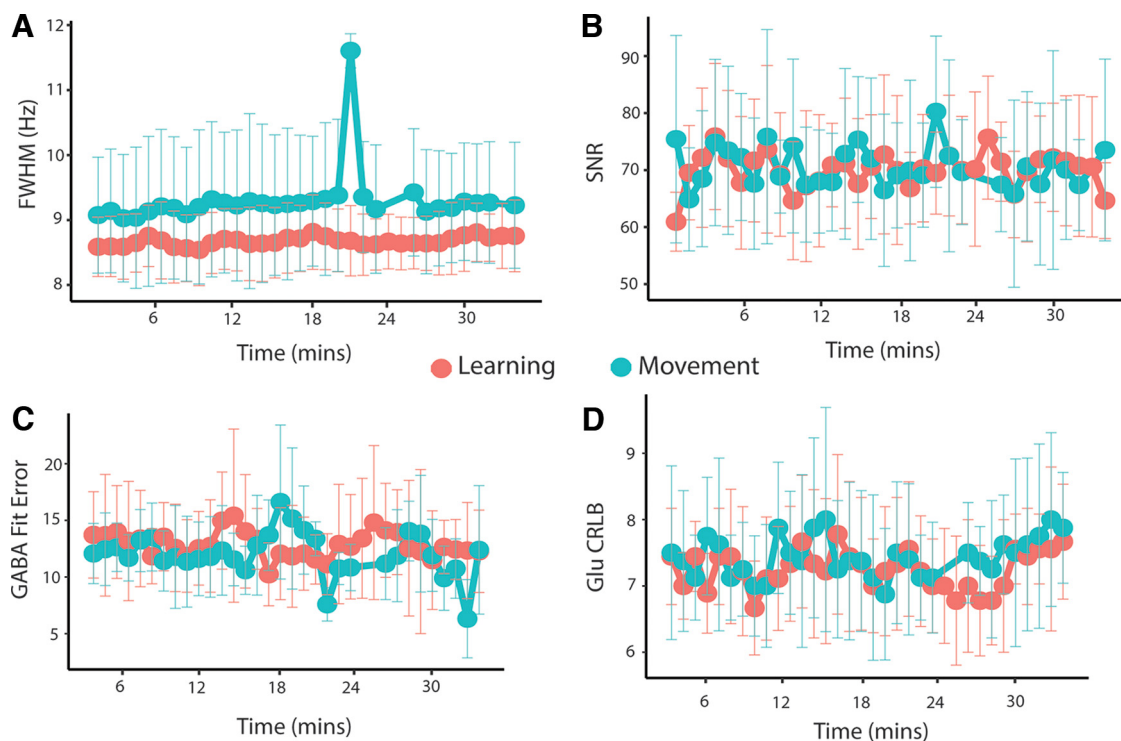 A
FWHM (Hz)
12
11
10
9
8
6 12 18 24 30
Time (mins)
B
SNR
90
80
70
60
50
6 12 18 24 30
Time (mins)
Learning Movement
C
GABA Fit Error
20
15
10
5
6 12 18 24 30
Time (mins)
D
Glu CRLB
9
8
7
6
6 12 18 24 30
Time (mins)